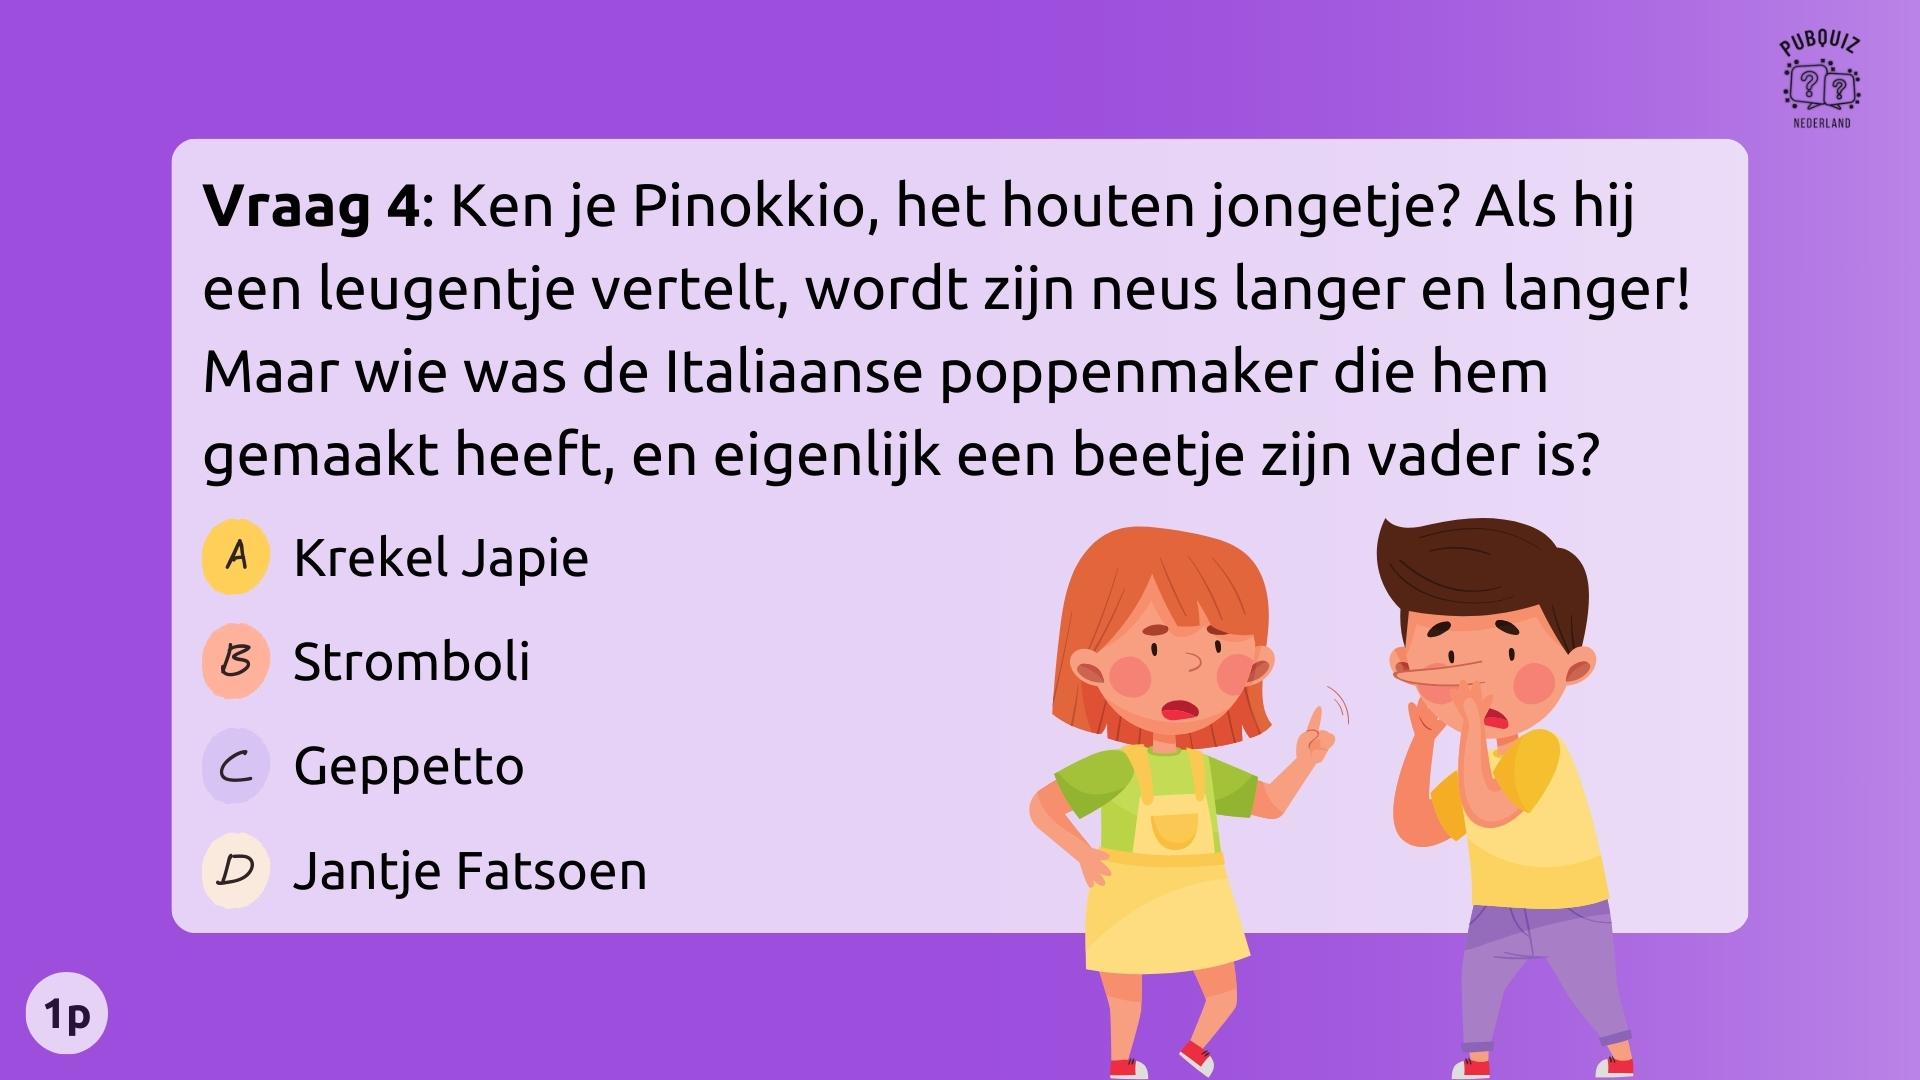 PUBQUIZ
? ?
NEDERLAND
Vraag 4: Ken je Pinokkio, het houten jongetje? Als hij
een leugentje vertelt, wordt zijn neus langer en langer!
Maar wie was de Italiaanse poppenmaker die hem
gemaakt heeft, en eigenlijk een beetje zijn vader is?
A Krekel Japie
B Stromboli
C Geppetto
D Jantje Fatsoen
1p